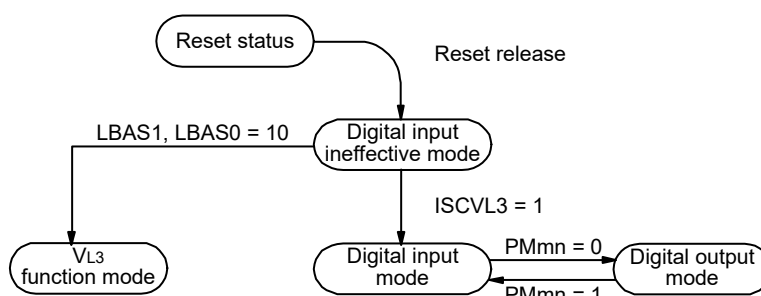 Reset status
Reset release
LBAS1, LBAS0 = 10
Digital input
ineffective mode
ISCVL3 = 1
VL3
function mode
Digital input
mode
PMmn = 0
PMmn = 1
Digital output
mode